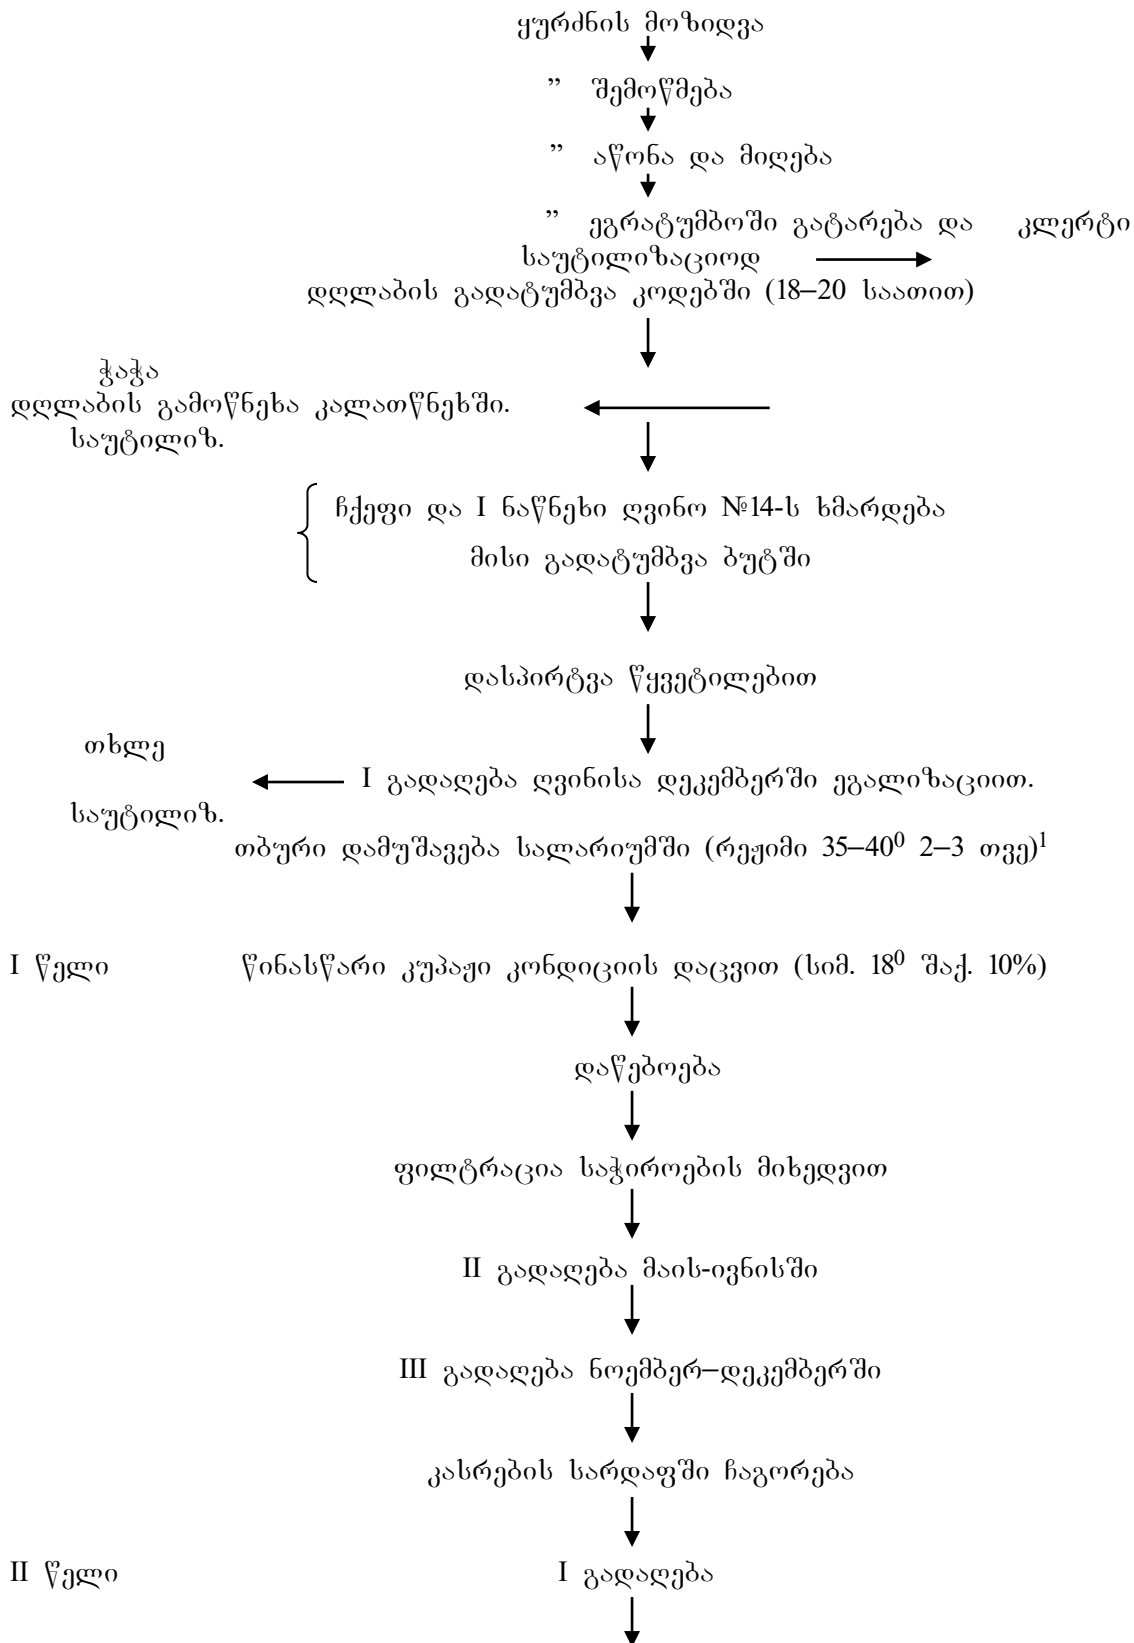 ყურძნის მოზიდვა
” შემოწმება
” აწონა და მიღება
” ეგრატუმბოში გატარება და კლერტი
საუტილიზაციოდ
დღლაბის გადატუმბვა კოდებში (18–20 საათით)
ჭაჭა
დღლაბის გამოწნეხა კალათწნეხში.
საუტილიზ.
ჩქეფი და I ნაწნეხი ღვინო №14-ს ხმარდება
მისი გადატუმბვა ბუტში
დასპირტვა წყვეტილებით
თხლე
I გადაღება ღვინისა დეკემბერში ეგალიზაციით.
საუტილიზ.
თბური დამუშავება სალარიუმში (რეჟიმი 35–40⁰ 2–3 თვე)¹
I წელი წინასწარი კუპაჟი კონდიციის დაცვით (სიმ. 18⁰ შაქ. 10%)
დაწებოება
ფილტრაცია საჭიროების მიხედვით
II გადაღება მაის-ივნისში
III გადაღება ნოემბერ–დეკემბერში
კასრების სარდაფში ჩაგორება
II წელი I გადაღება